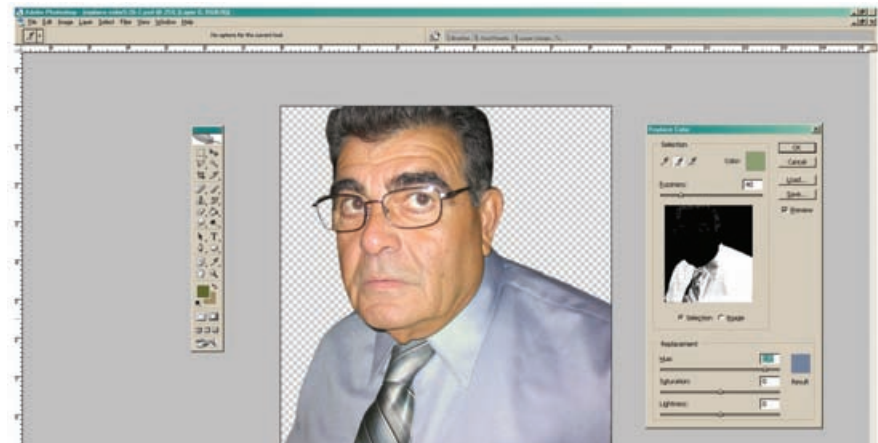 Adobe Photoshop
File Edit Image Layer Select Filter View Window Help
No options for the current tool.
Replace Color
Selection
OK
Color:
Cancel
Fuzziness:
Load...
Save...
Preview
Selection Image
Replacement
Hue:
Saturation: 0 Result
Lightness: 0